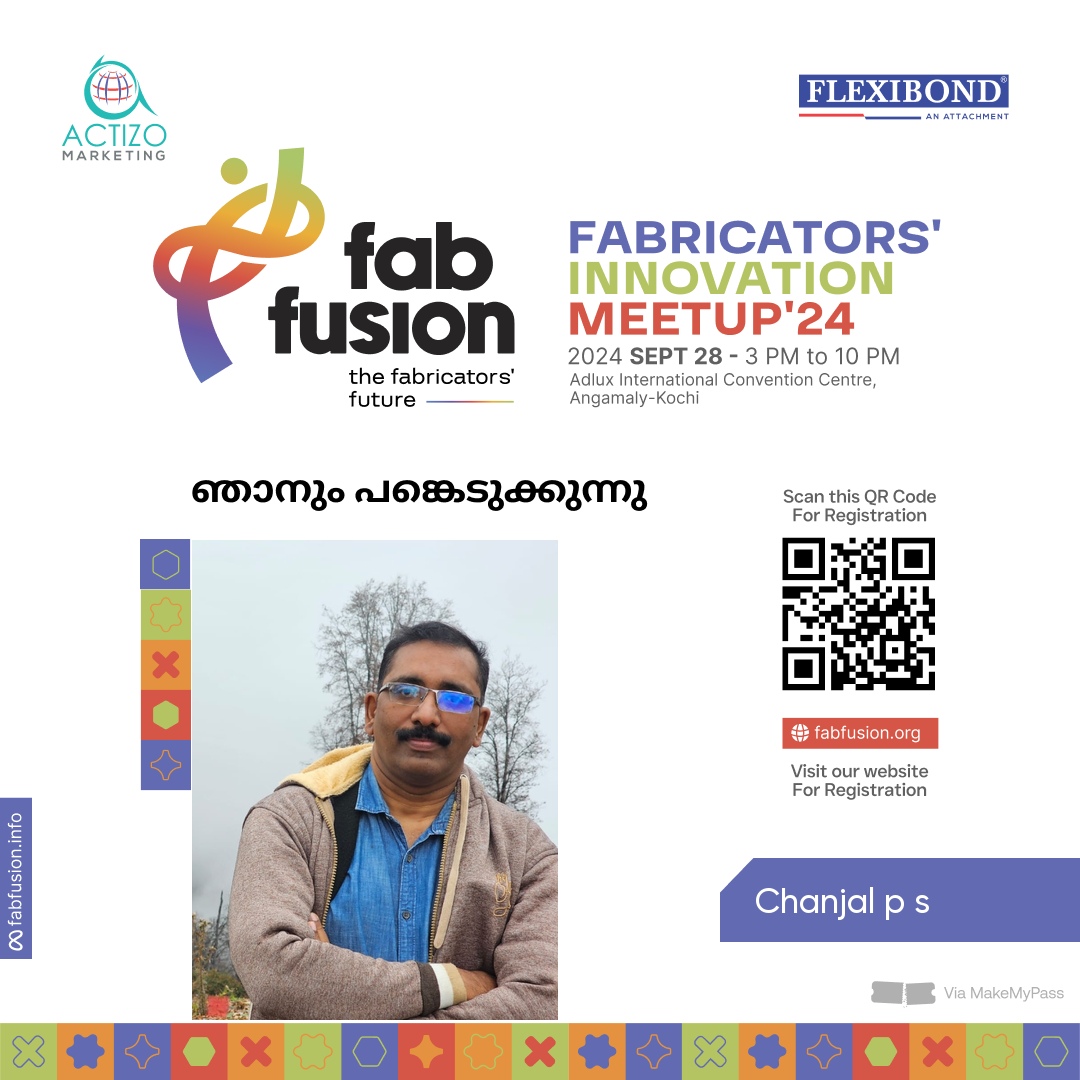 ACTIZO
MARKETING
FLEXIBOND®
AN ATTACHMENT
fab
fusion
the fabricators'
future
FABRICATORS'
INNOVATION
MEETUP'24
2024 SEPT 28 - 3 PM to 10 PM
Adlux International Convention Centre,
Angamaly-Kochi
ഞാനും പങ്കെടുക്കുന്നു
Scan this QR Code
For Registration
fabfusion.org
Visit our website
For Registration
fabfusion.info
Chanjal p s
Via MakeMyPass